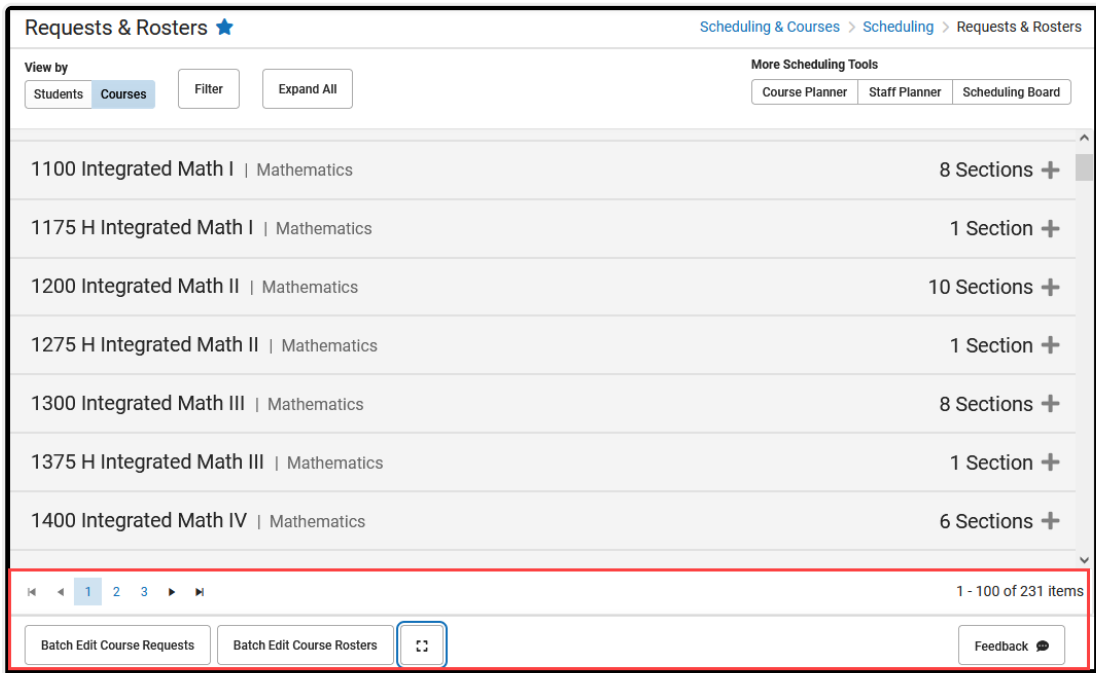 Requests & Rosters
Scheduling & Courses > Scheduling > Requests & Rosters
View by
Students Courses
Filter
Expand All
More Scheduling Tools
Course Planner Staff Planner Scheduling Board
1100 Integrated Math I | Mathematics 8 Sections
1175 H Integrated Math I | Mathematics 1 Section
1200 Integrated Math II | Mathematics 10 Sections
1275 H Integrated Math II | Mathematics 1 Section
1300 Integrated Math III | Mathematics 8 Sections
1375 H Integrated Math III | Mathematics 1 Section
1400 Integrated Math IV | Mathematics 6 Sections
1 2 3 1 - 100 of 231 items
Batch Edit Course Requests Batch Edit Course Rosters Feedback